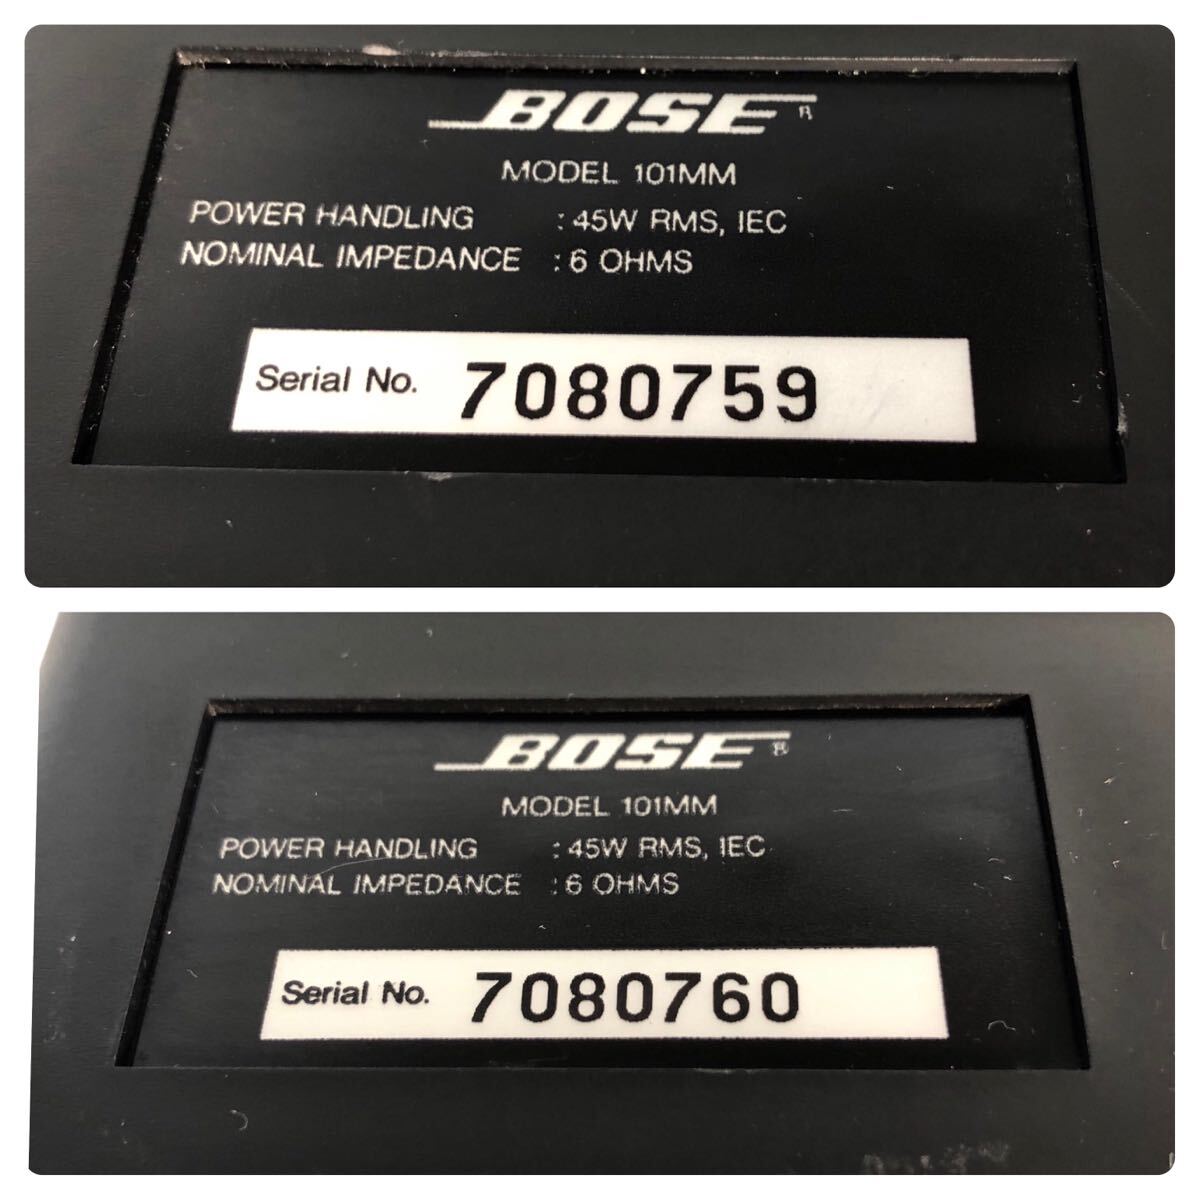 BOSE®
MODEL 101MM
POWER HANDLING : 45W RMS, IEC
NOMINAL IMPEDANCE : 6 OHMS
Serial No. 7080759
BOSE®
MODEL 101MM
POWER HANDLING : 45W RMS, IEC
NOMINAL IMPEDANCE : 6 OHMS
Serial No. 7080760